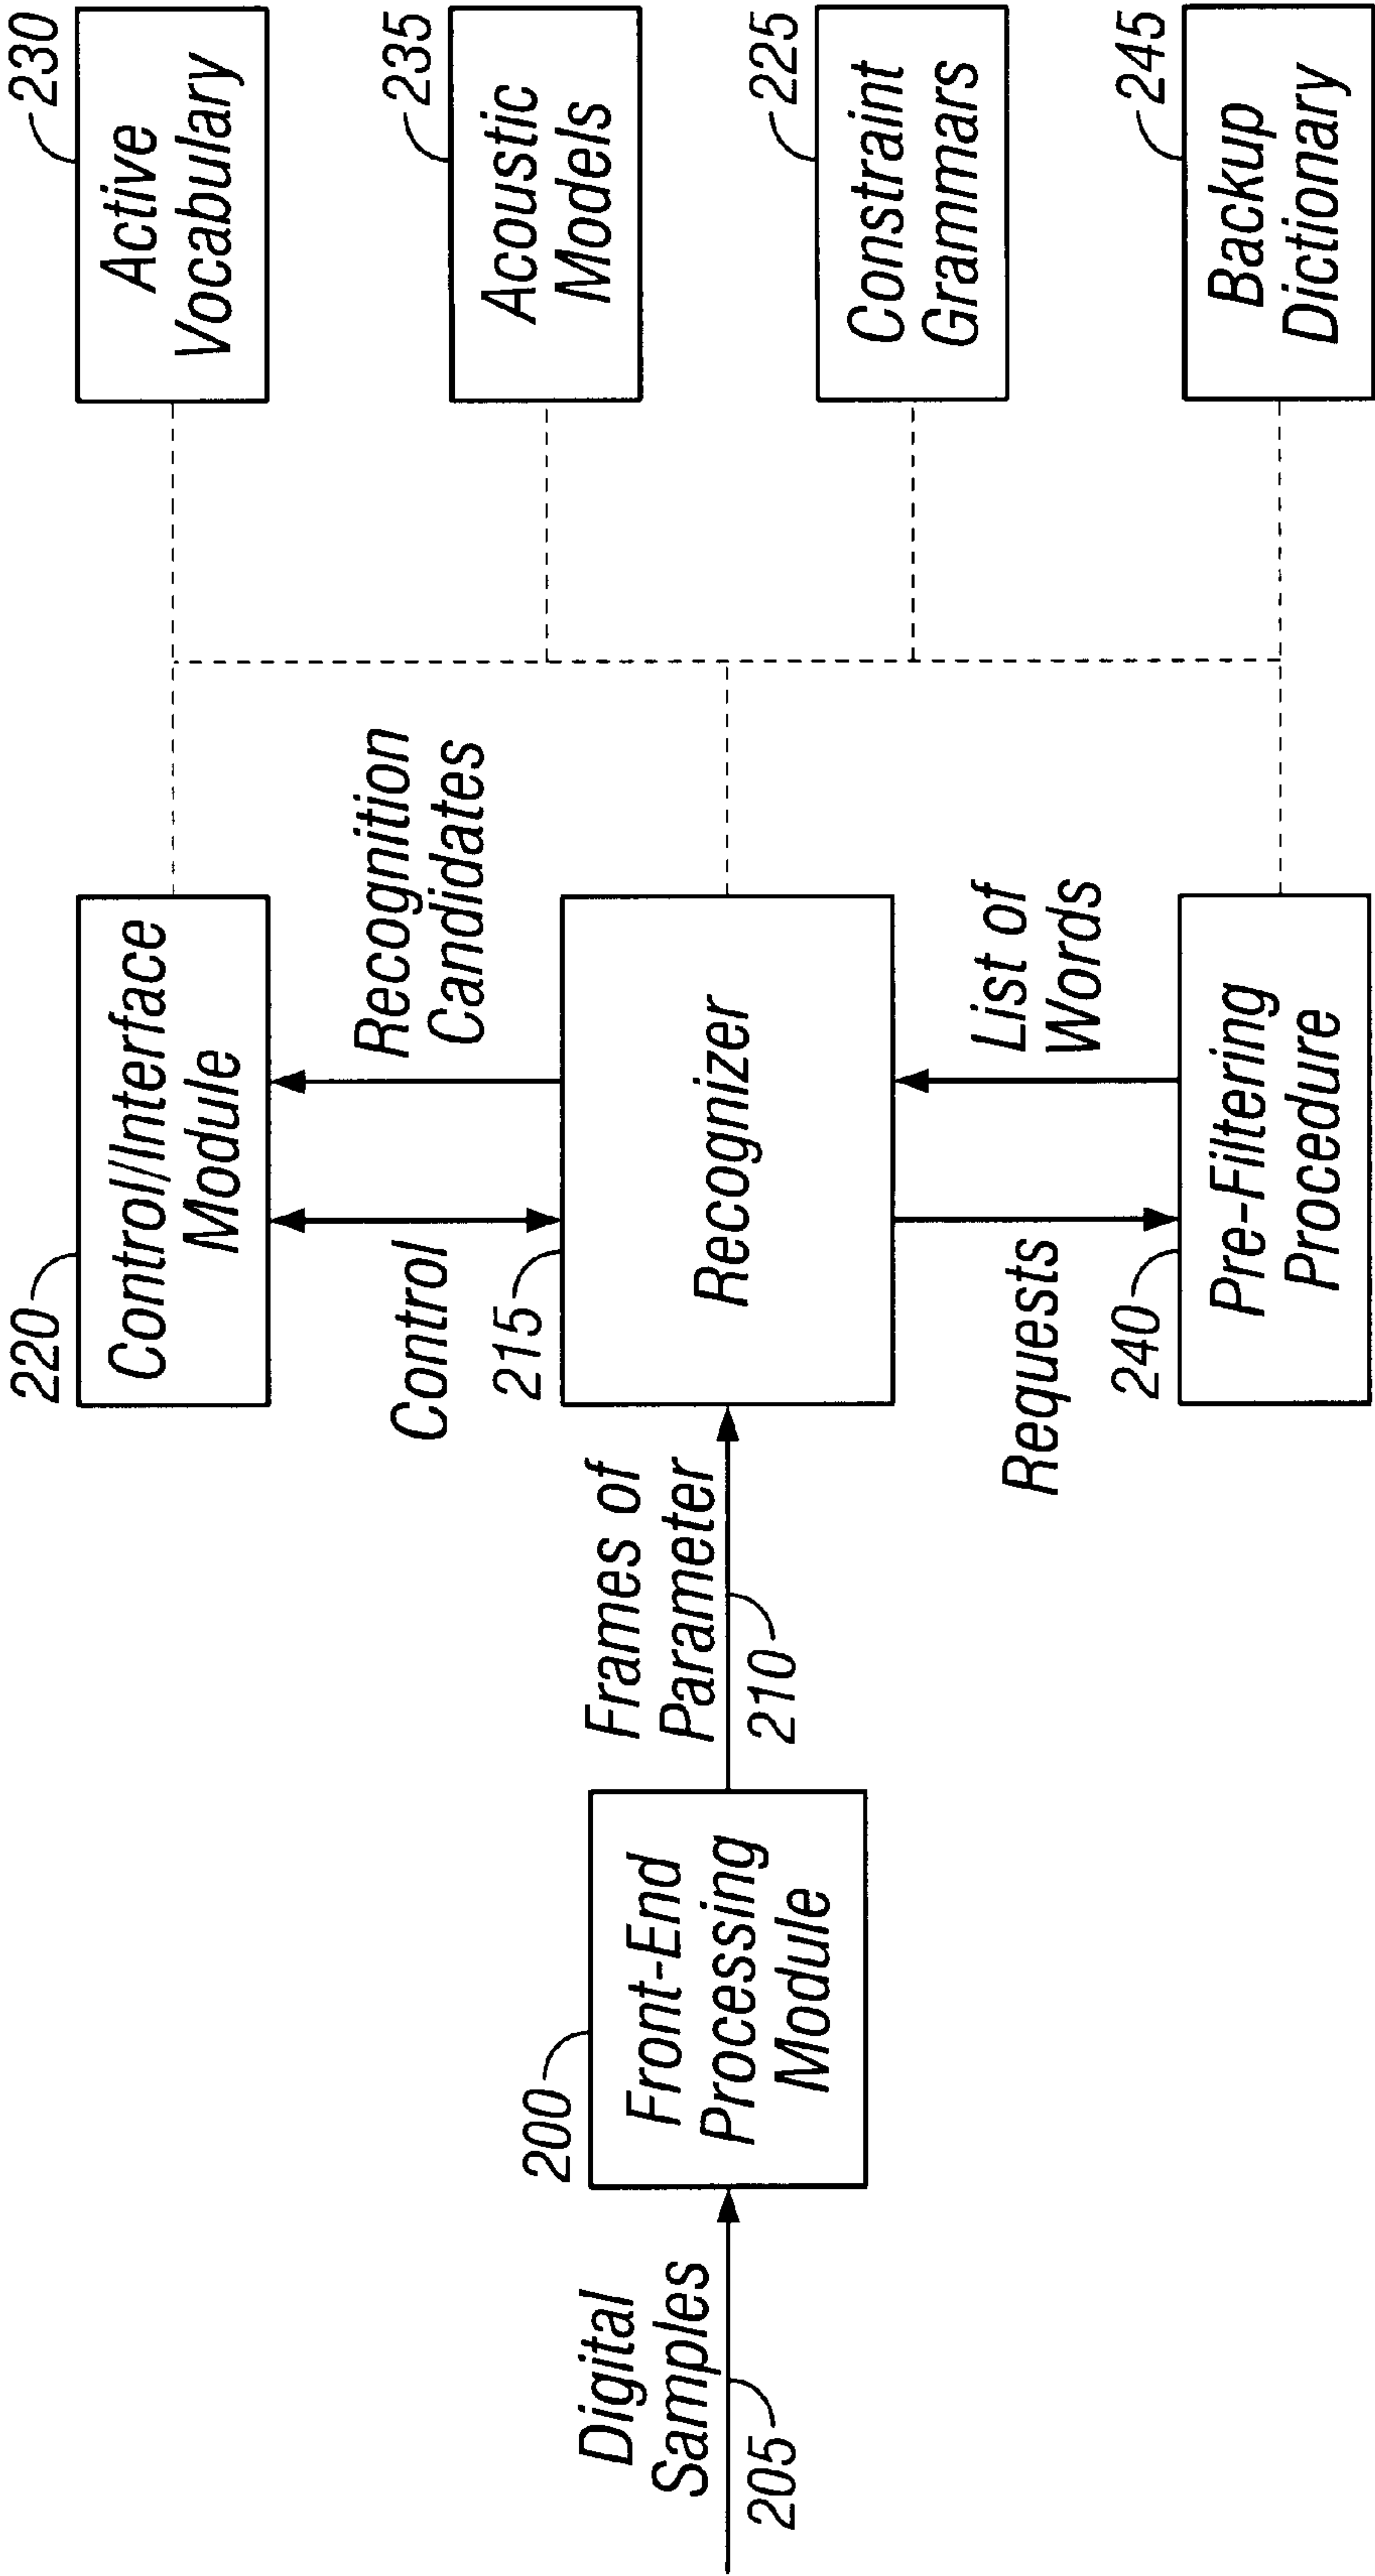 220
Control/Interface
Module
230
Active
Vocabulary
Control
Recognition
Candidates
235
Acoustic
Models
Digital
Samples
205
200
Front-End
Processing
Module
Frames of
Parameter
210
215
Recognizer
225
Constraint
Grammars
Requests
List of
Words
240
Pre-Filtering
Procedure
245
Backup
Dictionary